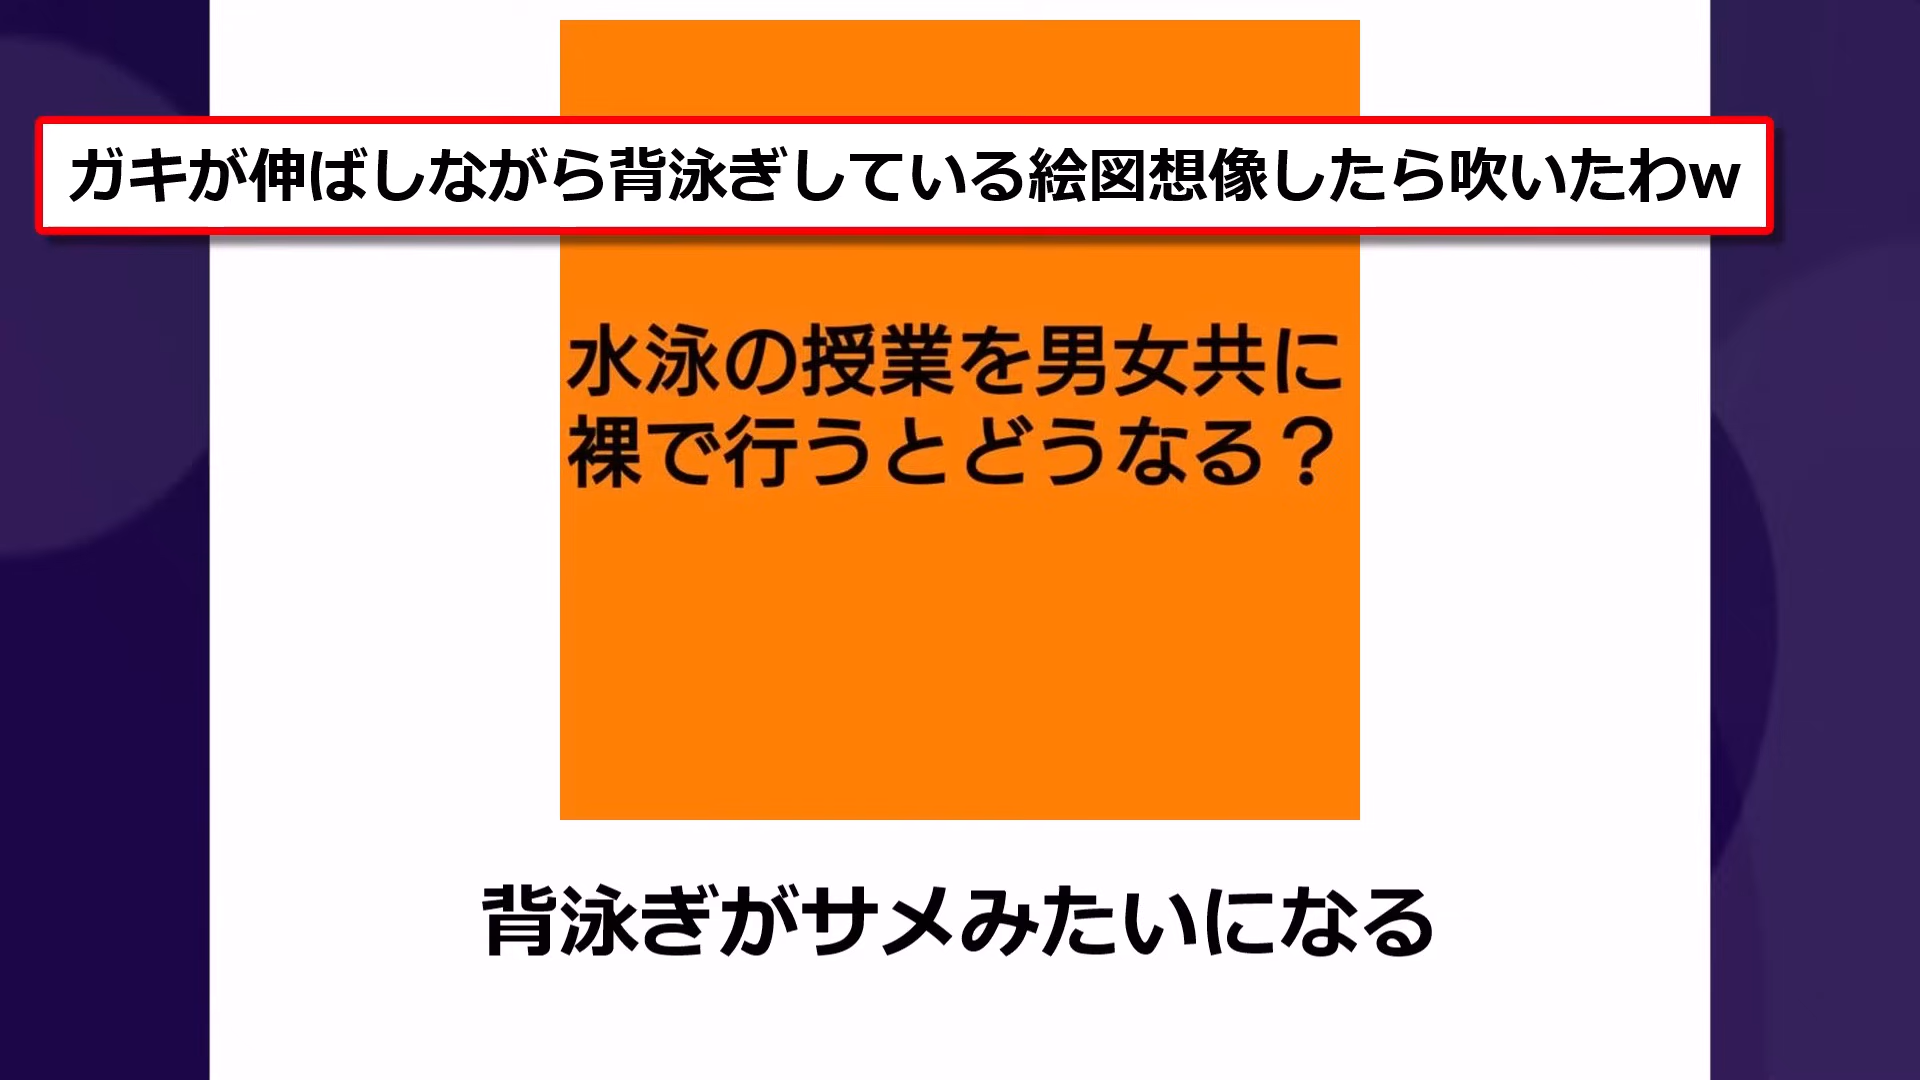 ガキが伸ばしながら背泳ぎしている絵図想像したら吹いたわw
水泳の授業を男女共に
裸で行うとどうなる？
背泳ぎがサメみたいになる